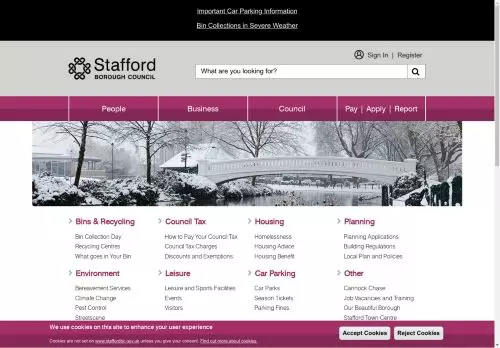 Important Car Parking Information
Bin Collections in Severe Weather
Stafford
BOROUGH COUNCIL
Sign In | Register
What are you looking for?
People
Business
Council
Pay | Apply | Report
Bins & Recycling
Bin Collection Day
Recycling Centres
What goes in Your Bin
Council Tax
How to Pay Your Council Tax
Council Tax Charges
Discounts and Exemptions
Housing
Homelessness
Housing Advice
Housing Benefit
Planning
Planning Applications
Building Regulations
Local Plan and Policies
Environment
Bereavement Services
Climate Change
Pest Control
Streetscene
Leisure
Leisure and Sports Facilities
Events
Visitors
Car Parking
Car Parks
Season Tickets
Parking Fines
Other
Cannock Chase
Job Vacancies and Training
Our Beautiful Borough
Stafford Town Centre
We use cookies on this site to enhance your user experience
Cookies are not set on www.staffordbc.gov.uk unless you give your consent. Find out more about cookies.
Accept Cookies
Reject Cookies